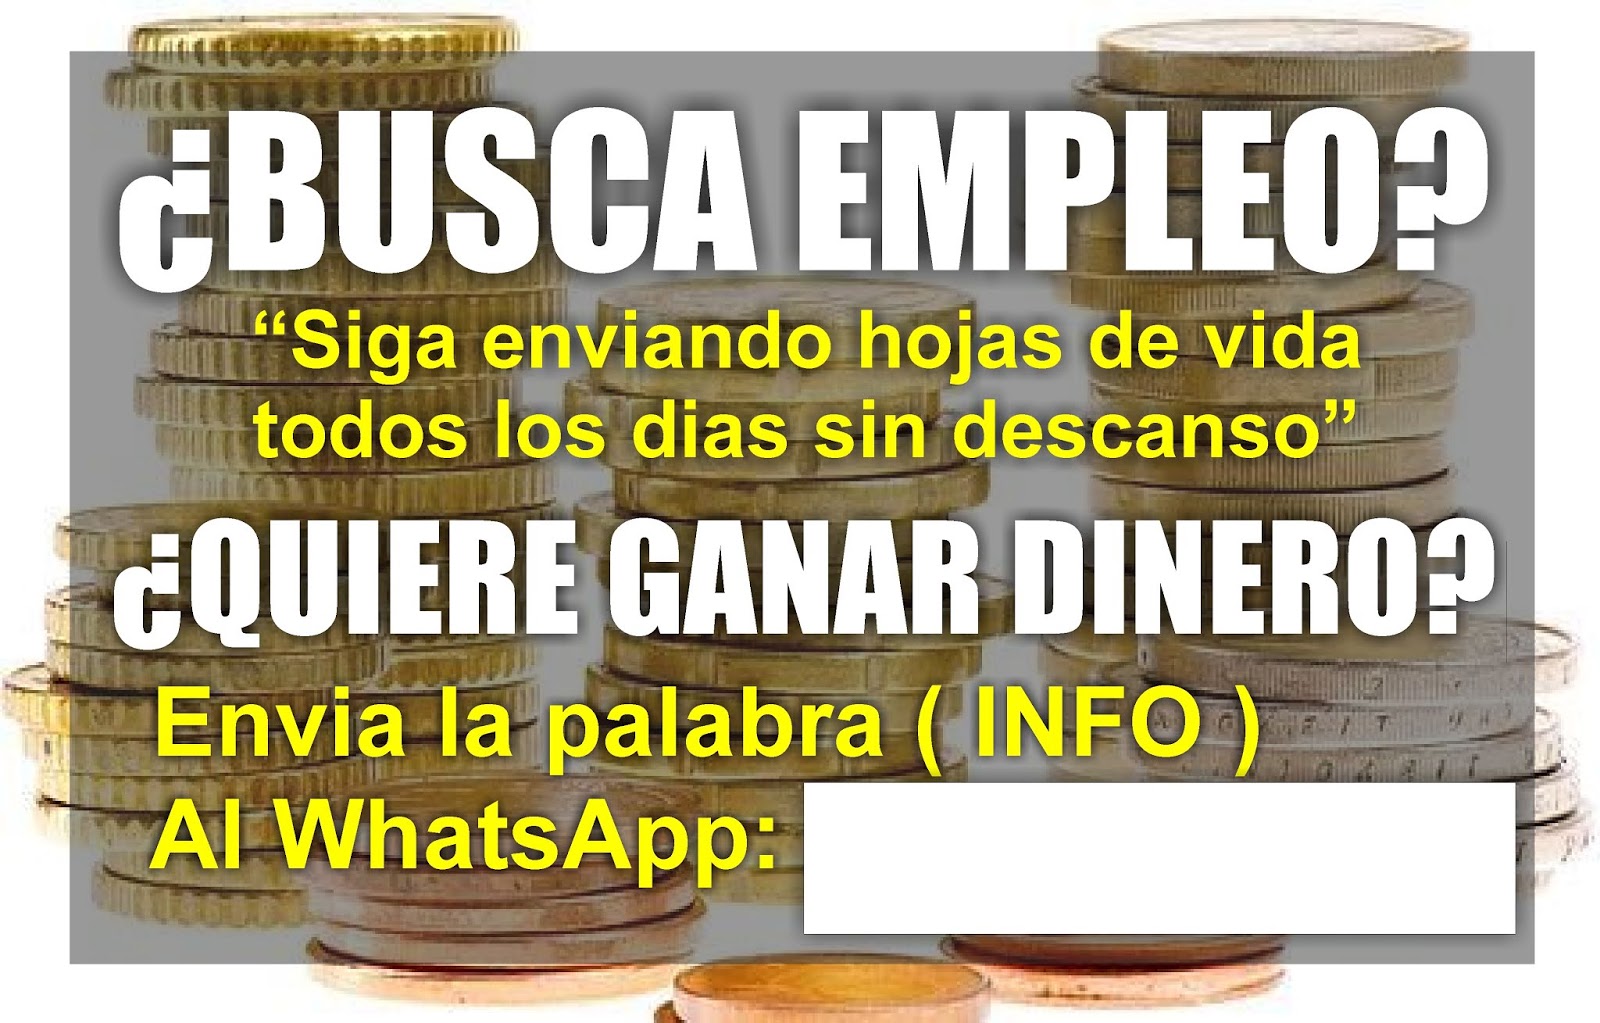 ¿BUSCA EMPLEO?
“Siga enviando hojas de vida
todos los dias sin descanso”
¿QUIERE GANAR DINERO?
Envia la palabra ( INFO )
Al WhatsApp: